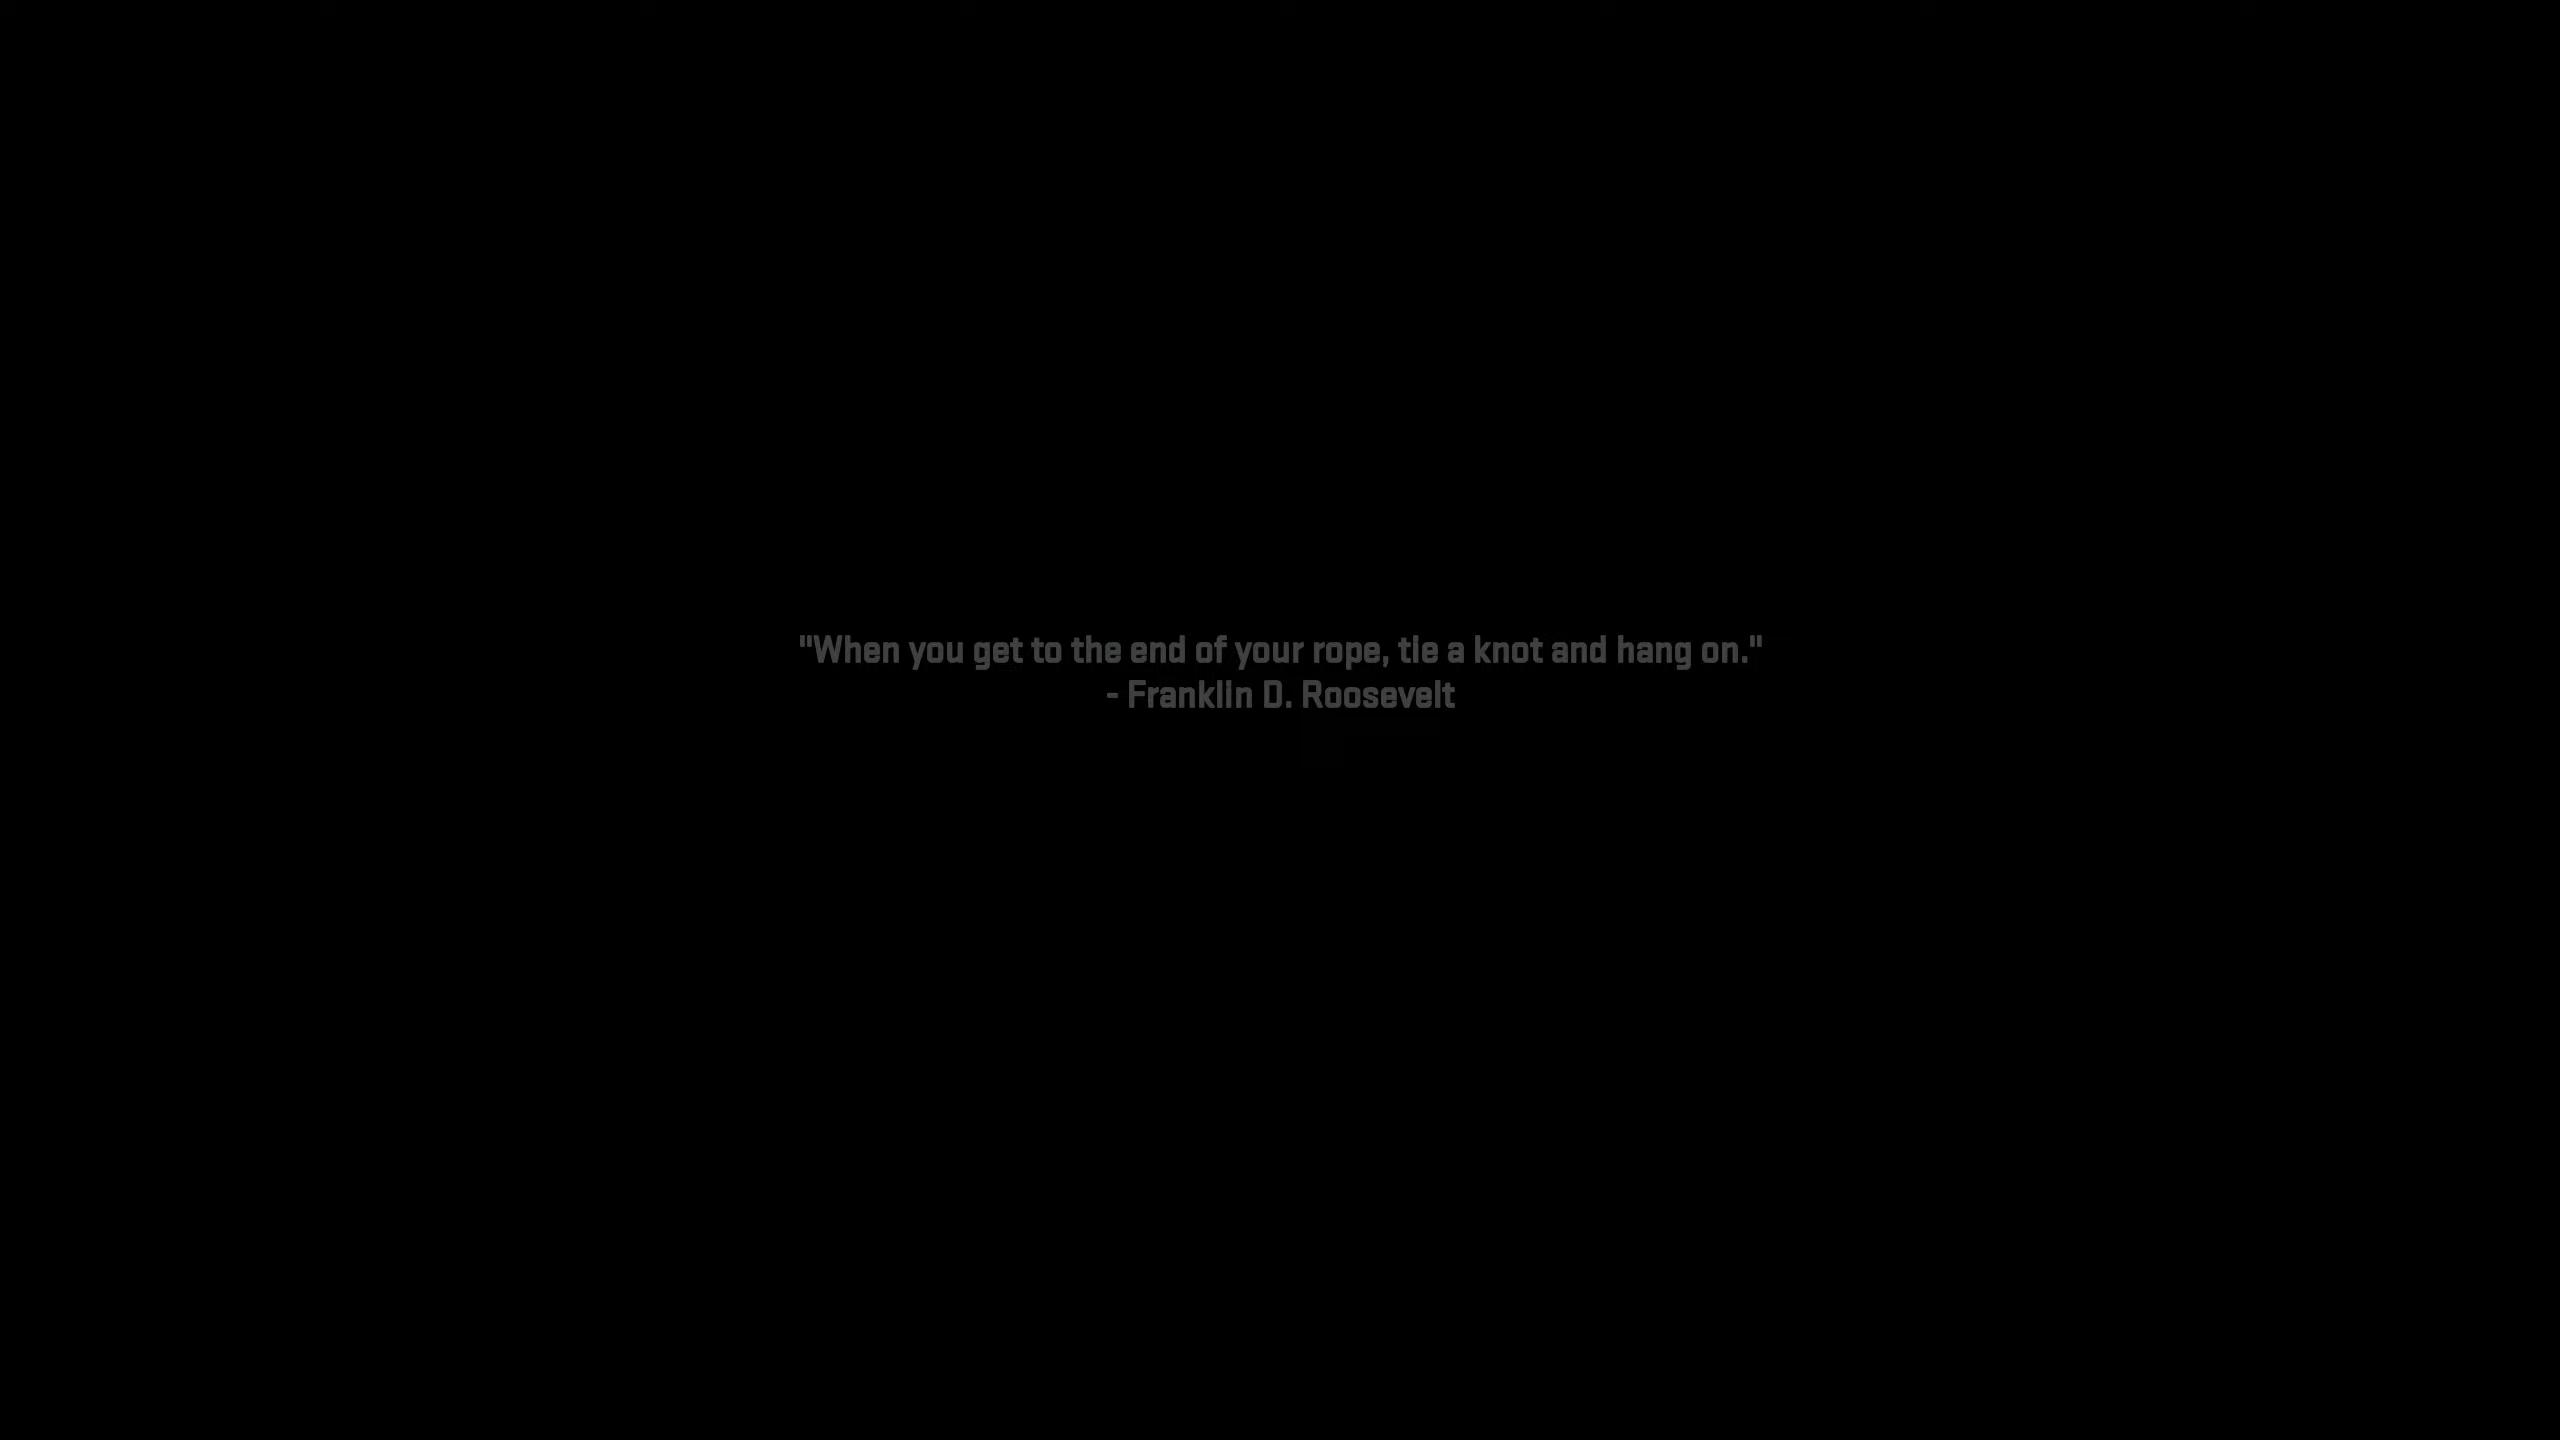 "When you get to the end of your rope, tie a knot and hang on."
- Franklin D. Roosevelt